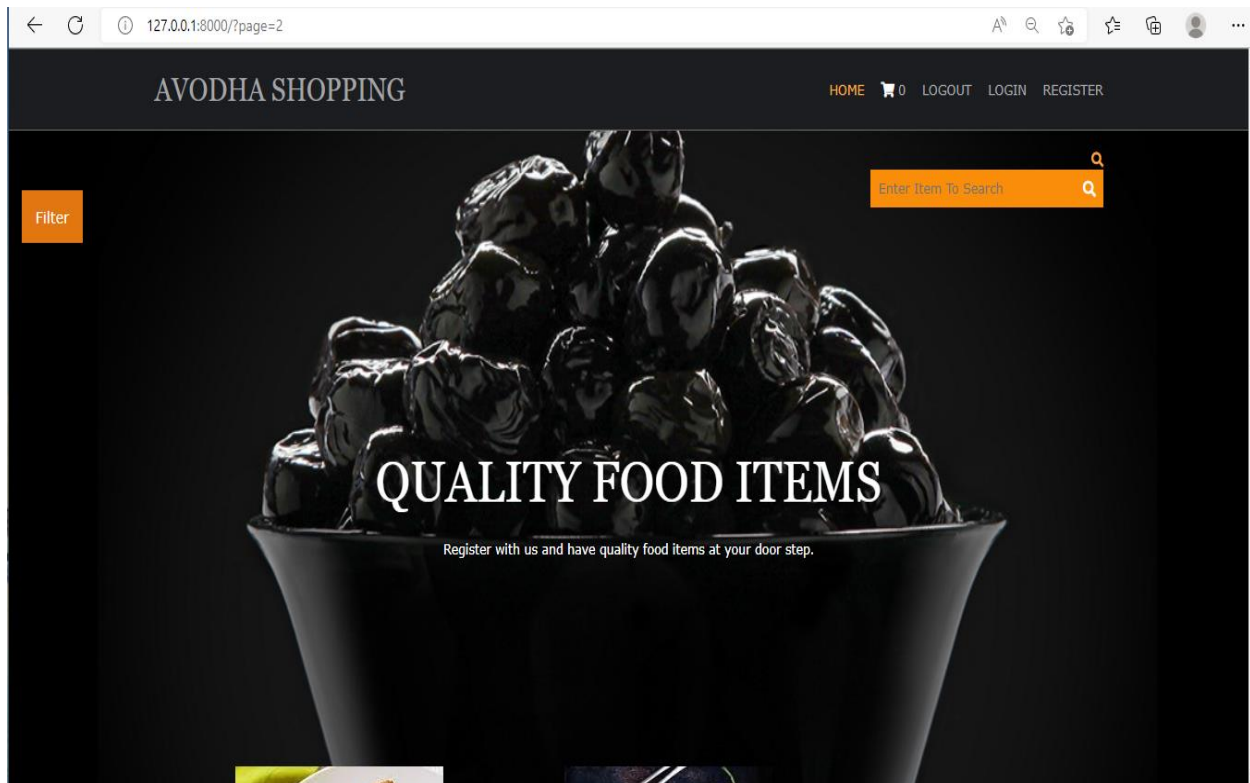 127.0.0.1:8000/?page=2
AVODHA SHOPPING
HOME 0 LOGOUT LOGIN REGISTER
Enter Item To Search
Filter
QUALITY FOOD ITEMS
Register with us and have quality food items at your door step.